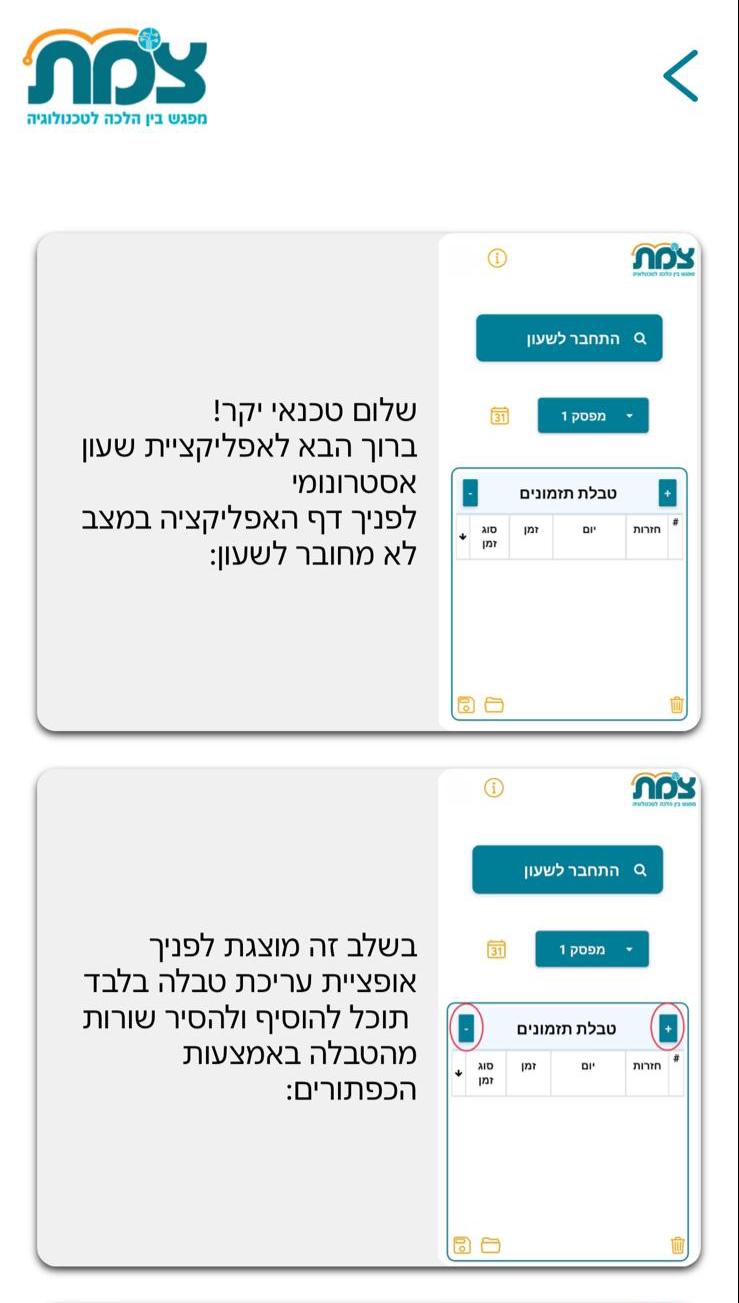 צמת
מפגש בין הלכה לטכנולוגיה
צמת
מפגש בין הלכה לטכנולוגיה
התחבר לשעון
מפסק 1
31
+ טבלת תזמונים -
# חזרות יום זמן סוג זמן
שלום טכנאי יקר!
ברוך הבא לאפליקציית שעון
אסטרונומי
לפניך דף האפליקציה במצב
לא מחובר לשעון:
צמת
מפגש בין הלכה לטכנולוגיה
התחבר לשעון
מפסק 1
31
+ טבלת תזמונים -
# חזרות יום זמן סוג זמן
בשלב זה מוצגת לפניך
אופציית עריכת טבלה בלבד
תוכל להוסיף ולהסיר שורות
מהטבלה באמצעות
הכפתורים: